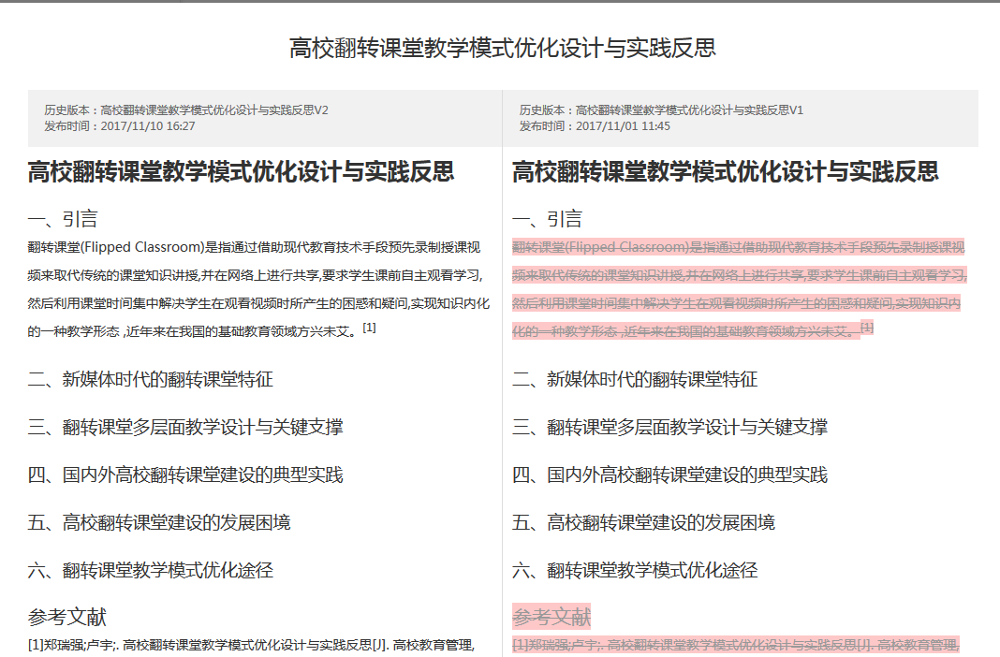 高校翻转课堂教学模式优化设计与实践反思
历史版本：高校翻转课堂教学模式优化设计与实践反思V2
发布时间：2017/11/10 16:27
历史版本：高校翻转课堂教学模式优化设计与实践反思V1
发布时间：2017/11/01 11:45
高校翻转课堂教学模式优化设计与实践反思
一、引言
翻转课堂(Flipped Classroom)是指通过借助现代教育技术手段预先录制授课视
频来取代传统的课堂知识讲授,并在网络上进行共享,要求学生课前自主观看学习,
然后利用课堂时间集中解决学生在观看视频时所产生的困惑和疑问,实现知识内化
的一种教学形态 ,近年来在我国的基础教育领域方兴未艾。[1]
二、新媒体时代的翻转课堂特征
三、翻转课堂多层面教学设计与关键支撑
四、国内外高校翻转课堂建设的典型实践
五、高校翻转课堂建设的发展困境
六、翻转课堂教学模式优化途径
参考文献
[1]郑瑞强;卢宇;. 高校翻转课堂教学模式优化设计与实践反思[J]. 高校教育管理,
高校翻转课堂教学模式优化设计与实践反思
一、引言
翻转课堂(Flipped Classroom)是指通过借助现代教育技术手段预先录制授课视
频来取代传统的课堂知识讲授,并在网络上进行共享,要求学生课前自主观看学习,
然后利用课堂时间集中解决学生在观看视频时所产生的困惑和疑问,实现知识内
化的一种教学形态 ,近年来在我国的基础教育领域方兴未艾。[1]
二、新媒体时代的翻转课堂特征
三、翻转课堂多层面教学设计与关键支撑
四、国内外高校翻转课堂建设的典型实践
五、高校翻转课堂建设的发展困境
六、翻转课堂教学模式优化途径
参考文献
[1]郑瑞强;卢宇;. 高校翻转课堂教学模式优化设计与实践反思[J]. 高校教育管理,